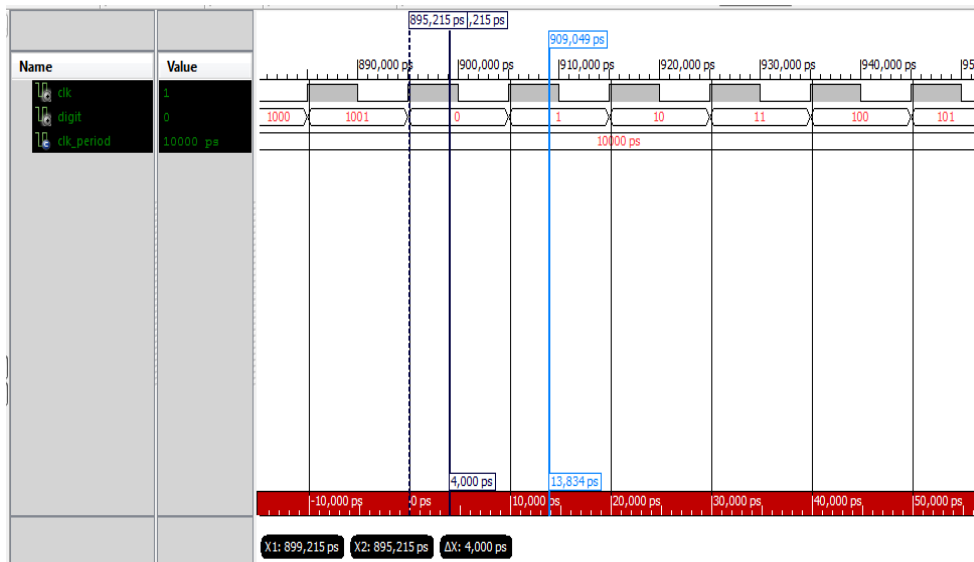 895,215 ps ,215 ps
909,049 ps
Name Value
890,000 ps 900,000 ps 910,000 ps 920,000 ps 930,000 ps 940,000 ps 95
clk 1
digit 0 1000 1001 0 1 10 11 100 101
clk_period 10000 ps 10000 ps
4,000 ps 13,834 ps
-10,000 ps 0 ps 10,000 ps 20,000 ps 30,000 ps 40,000 ps 50,000 ps
X1: 899,215 ps X2: 895,215 ps ΔX: 4,000 ps